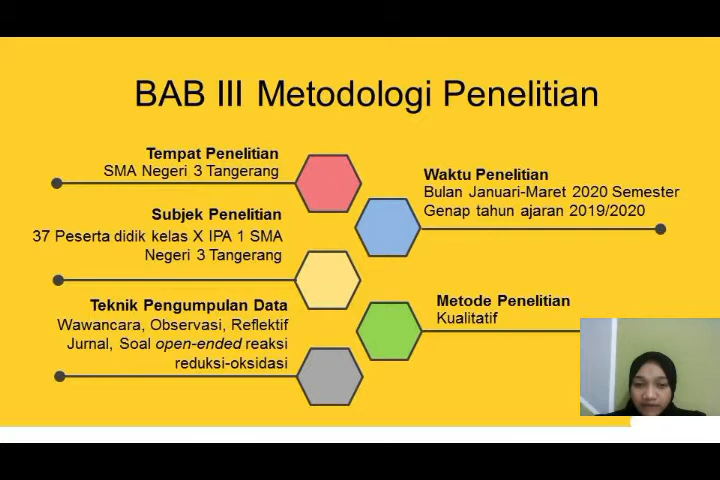 BAB III Metodologi Penelitian
Tempat Penelitian
SMA Negeri 3 Tangerang
Waktu Penelitian
Bulan Januari-Maret 2020 Semester
Genap tahun ajaran 2019/2020
Subjek Penelitian
37 Peserta didik kelas X IPA 1 SMA
Negeri 3 Tangerang
Metode Penelitian
Kualitatif
Teknik Pengumpulan Data
Wawancara, Observasi, Reflektif
Jurnal, Soal open-ended reaksi
reduksi-oksidasi